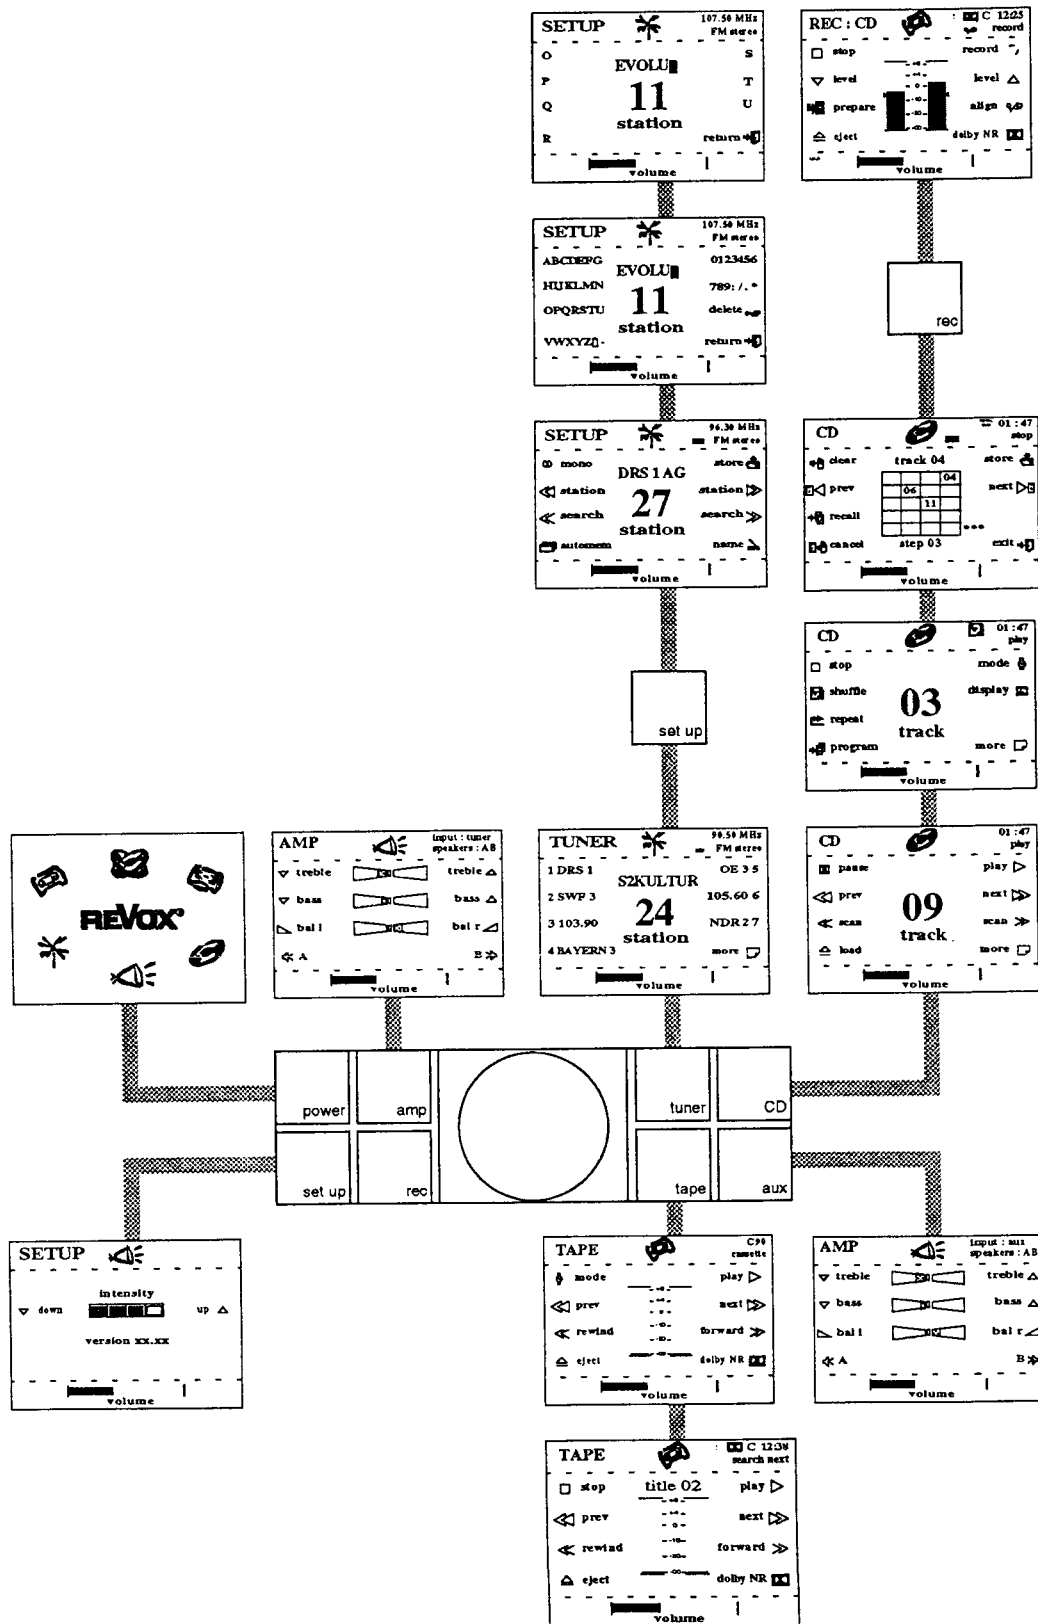 SETUP
107.50 MHz
FM stereo
O
S
P
EVOLU
T
Q
11
U
station
R
return
volume
REC : CD
: C 12:25
record
stop
record
level
level
prepare
align
eject
dolby NR
volume
SETUP
107.50 MHz
FM stereo
ABCDEFG
0123456
EVOLU
HIJKLMN
789:/.*
11
OPQRSTU
delete
station
VWXYZ▯-
return
volume
rec
SETUP
96.30 MHz
FM stereo
mono
store
DRS 1 AG
station
station
27
search
search
station
automem
name
volume
CD
01 : 47
stop
clear
track 04
store
prev
04
next
06
11
recall
cancel
step 03
exit
volume
CD
01 : 47
play
stop
mode
shuffle
display
03
repeat
track
program
more
volume
set up
REVOX
AMP
input : tuner
speakers : AB
treble
treble
bass
bass
bal l
bal r
A
B
volume
TUNER
90.50 MHz
FM stereo
1 DRS 1
OE 3 5
S2KULTUR
2 SWF 3
105.60 6
24
3 103.90
NDR 2 7
station
4 BAYERN 3
more
volume
CD
01 : 47
play
pause
play
prev
next
09
scan
scan
track
load
more
volume
power
amp
tuner
CD
set up
rec
tape
aux
SETUP
intensity
down
up
version xx.xx
volume
TAPE
C90
cassette
mode
play
prev
next
rewind
forward
eject
dolby NR
volume
AMP
input : aux
speakers : AB
treble
treble
bass
bass
bal l
bal r
A
B
volume
TAPE
: C 12:38
search next
stop
title 02
play
prev
next
rewind
forward
eject
dolby NR
volume